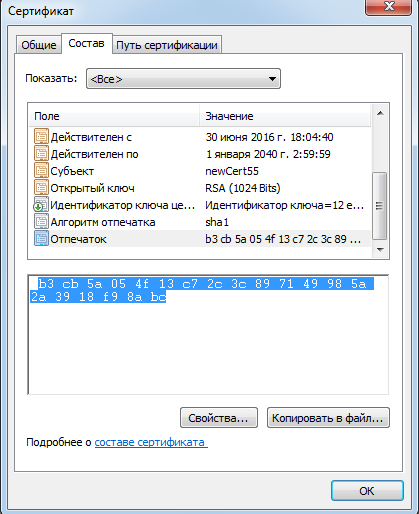 Сертификат
Общие Состав Путь сертификации
Показать: <Все>
Поле Значение
Действителен с 30 июня 2016 г. 18:04:40
Действителен по 1 января 2040 г. 2:59:59
Субъект newCert55
Открытый ключ RSA (1024 Bits)
Идентификатор ключа це... Идентификатор ключа=12 e...
Алгоритм отпечатка sha1
Отпечаток b3 cb 5a 05 4f 13 c7 2c 3c 89 ...
b3 cb 5a 05 4f 13 c7 2c 3c 89 71 49 98 5a
2a 39 18 f9 8a bc
Свойства... Копировать в файл...
Подробнее о составе сертификата
ОК